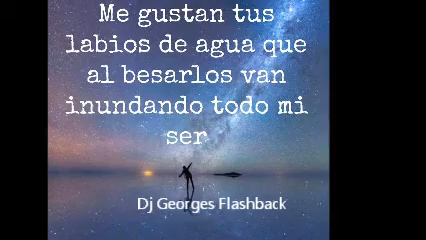 Me gustan tus
labios de agua que
al besarlos van
inundando todo mi
ser
Dj Georges Flashback